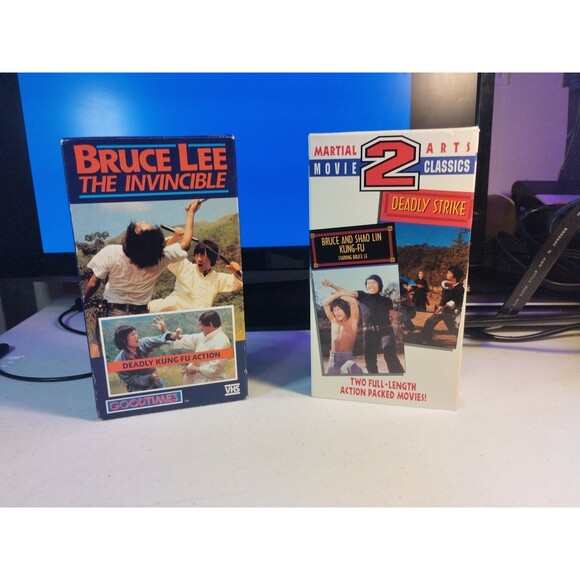 BRUCE LEE
THE INVINCIBLE
DEADLY KUNG FU ACTION
GOODTIMES
VHS
MARTIAL 2 ARTS
MOVIE CLASSICS
DEADLY STRIKE
BRUCE AND SHAO LIN
KUNG-FU
STARRING BRUCE LE
TWO FULL-LENGTH
ACTION PACKED MOVIES!